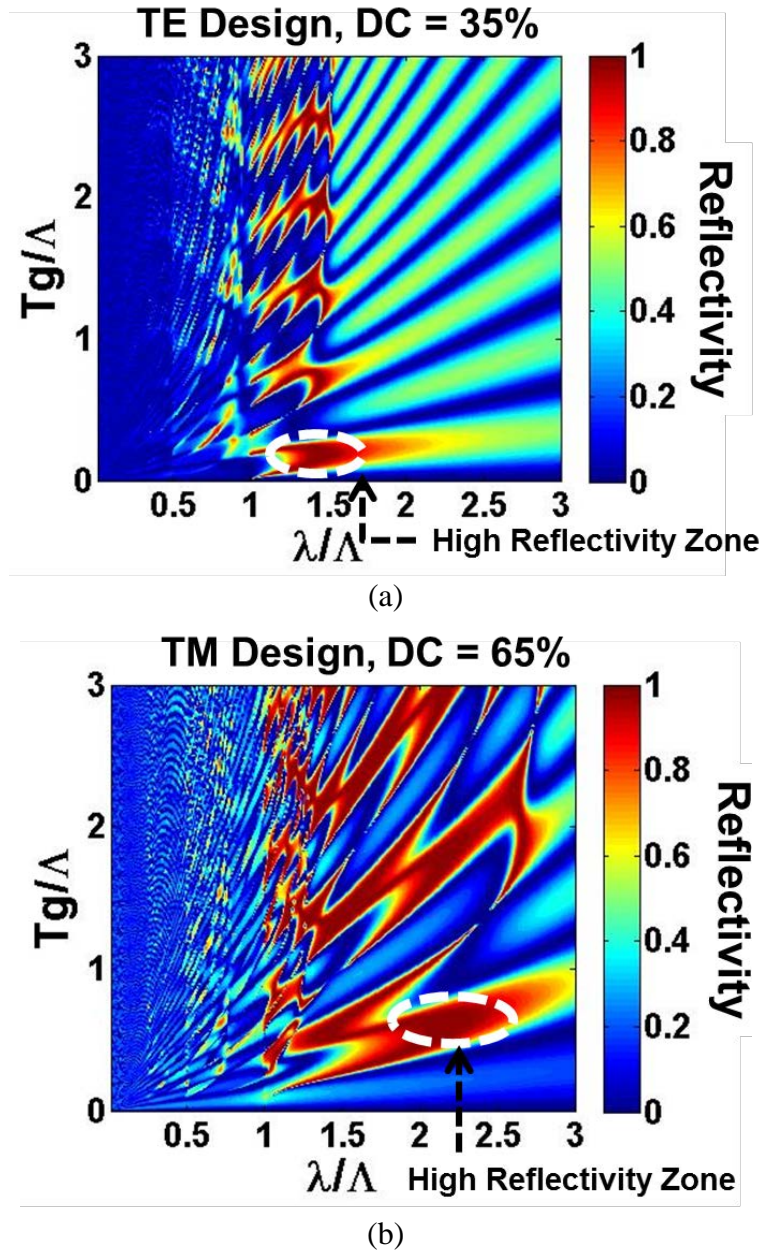 TE Design, DC = 35%
3
2
1
0
Tg/Λ
0.5 1 1.5 2 2.5 3
λ/Λ
High Reflectivity Zone
1
0.8
0.6
0.4
0.2
0
Reflectivity
(a)
TM Design, DC = 65%
3
2
1
0
Tg/Λ
0.5 1 1.5 2 2.5 3
λ/Λ
High Reflectivity Zone
1
0.8
0.6
0.4
0.2
0
Reflectivity
(b)